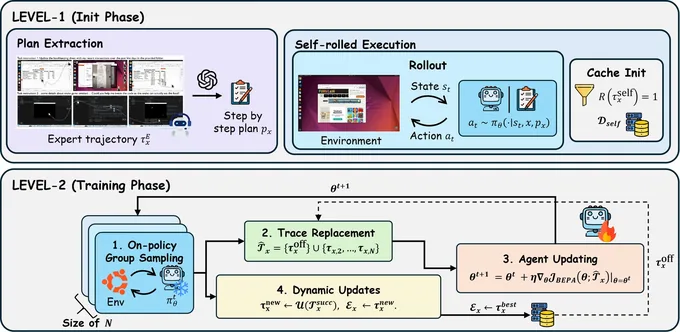 LEVEL-1 (Init Phase)
Plan Extraction
Expert trajectory τ_x^E
Step by
step plan p_x
Self-rolled Execution
Rollout
Environment
State s_t
Action a_t
a_t ~ π_θ(·|s_t, x, p_x)
Cache Init
R(τ_x^self) = 1
𝒟_self
LEVEL-2 (Training Phase)
θ^{t+1}
1. On-policy
Group Sampling
Env
π_θ^t
Size of N
2. Trace Replacement
𝒯̂_x = {τ_x^off} ∪ {τ_{x,2}, ..., τ_{x,N}}
4. Dynamic Updates
τ_x^new ← 𝒰(𝒯_x^succ), ℰ_x ← τ_x^new.
3. Agent Updating
θ^{t+1} = θ^t + η∇_θ𝒥_BEPA(θ; 𝒯̂_x)|_{θ=θ^t}
ℰ_x ← τ_x^best
τ_x^off